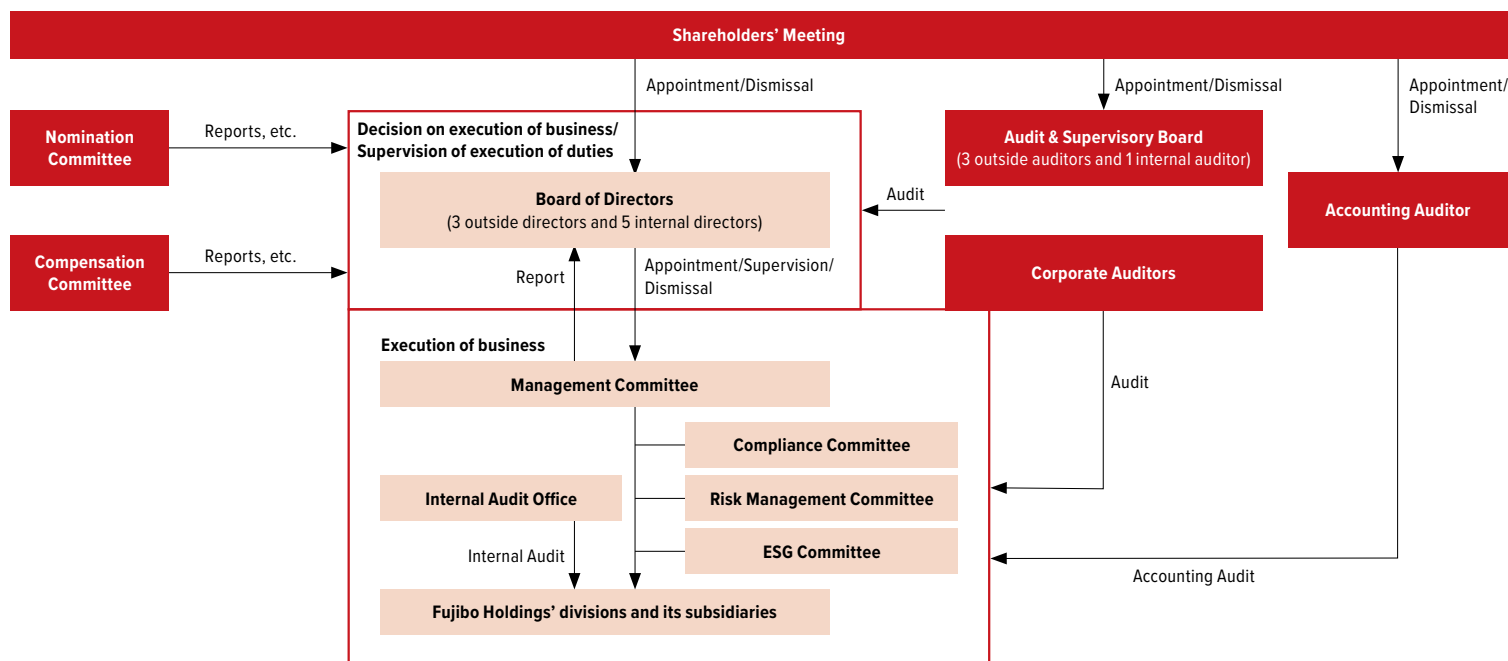 Shareholders’ Meeting
Appointment/Dismissal
Appointment/Dismissal
Appointment/
Dismissal
Nomination
Committee
Reports, etc.
Decision on execution of business/
Supervision of execution of duties
Audit & Supervisory Board
(3 outside auditors and 1 internal auditor)
Board of Directors
(3 outside directors and 5 internal directors)
Audit
Accounting Auditor
Compensation
Committee
Reports, etc.
Report
Appointment/Supervision/
Dismissal
Corporate Auditors
Execution of business
Management Committee
Audit
Compliance Committee
Internal Audit Office
Risk Management Committee
Internal Audit
ESG Committee
Accounting Audit
Fujibo Holdings’ divisions and its subsidiaries